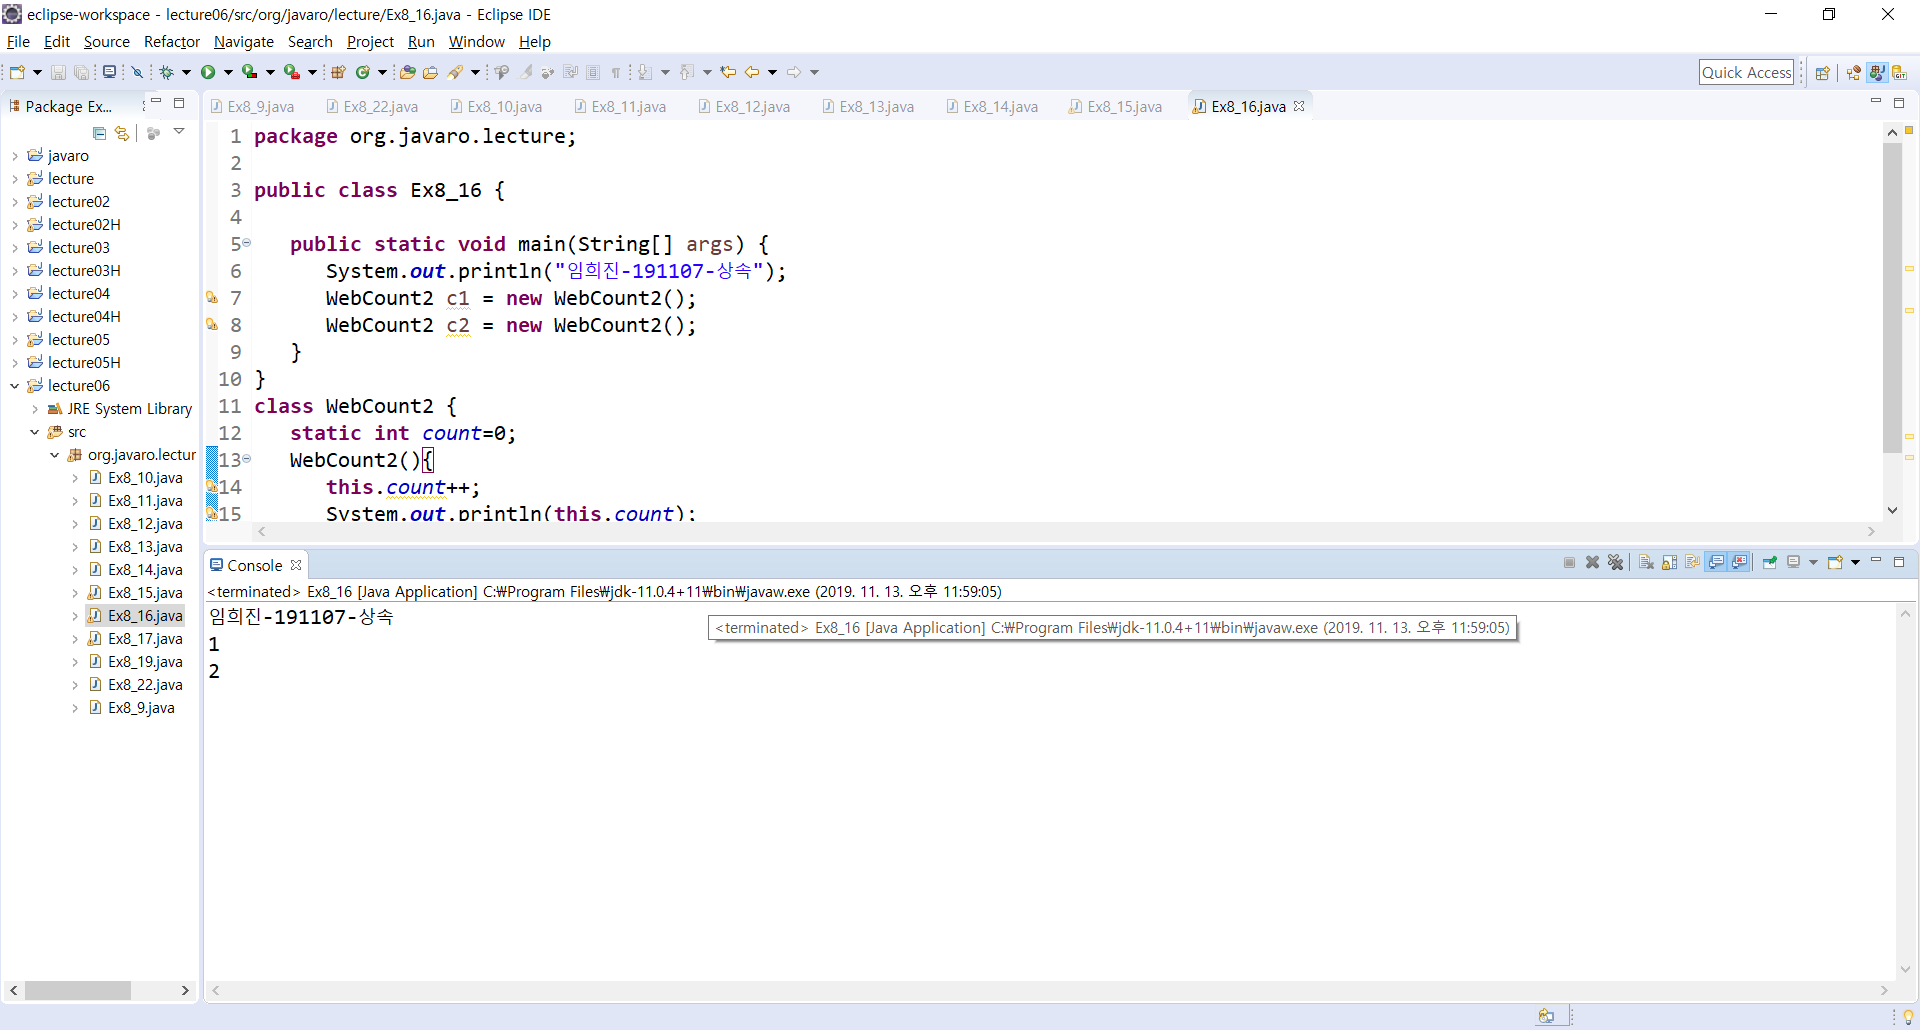 eclipse-workspace - lecture06/src/org/javaro/lecture/Ex8_16.java - Eclipse IDE
File Edit Source Refactor Navigate Search Project Run Window Help
Quick Access
Package Ex...
javaro
lecture
lecture02
lecture02H
lecture03
lecture03H
lecture04
lecture04H
lecture05
lecture05H
lecture06
JRE System Library
src
org.javaro.lectur
Ex8_10.java
Ex8_11.java
Ex8_12.java
Ex8_13.java
Ex8_14.java
Ex8_15.java
Ex8_16.java
Ex8_17.java
Ex8_19.java
Ex8_22.java
Ex8_9.java
Ex8_9.java Ex8_22.java Ex8_10.java Ex8_11.java Ex8_12.java Ex8_13.java Ex8_14.java Ex8_15.java Ex8_16.java
1 package org.javaro.lecture;
2
3 public class Ex8_16 {
4
5 public static void main(String[] args) {
6 System.out.println("임희진-191107-상속");
7 WebCount2 c1 = new WebCount2();
8 WebCount2 c2 = new WebCount2();
9 }
10 }
11 class WebCount2 {
12 static int count=0;
13 WebCount2(){
14 this.count++;
15 System.out.println(this.count);
Console
<terminated> Ex8_16 [Java Application] C:₩Program Files₩jdk-11.0.4+11₩bin₩javaw.exe (2019. 11. 13. 오후 11:59:05)
임희진-191107-상속
<terminated> Ex8_16 [Java Application] C:₩Program Files₩jdk-11.0.4+11₩bin₩javaw.exe (2019. 11. 13. 오후 11:59:05)
1
2